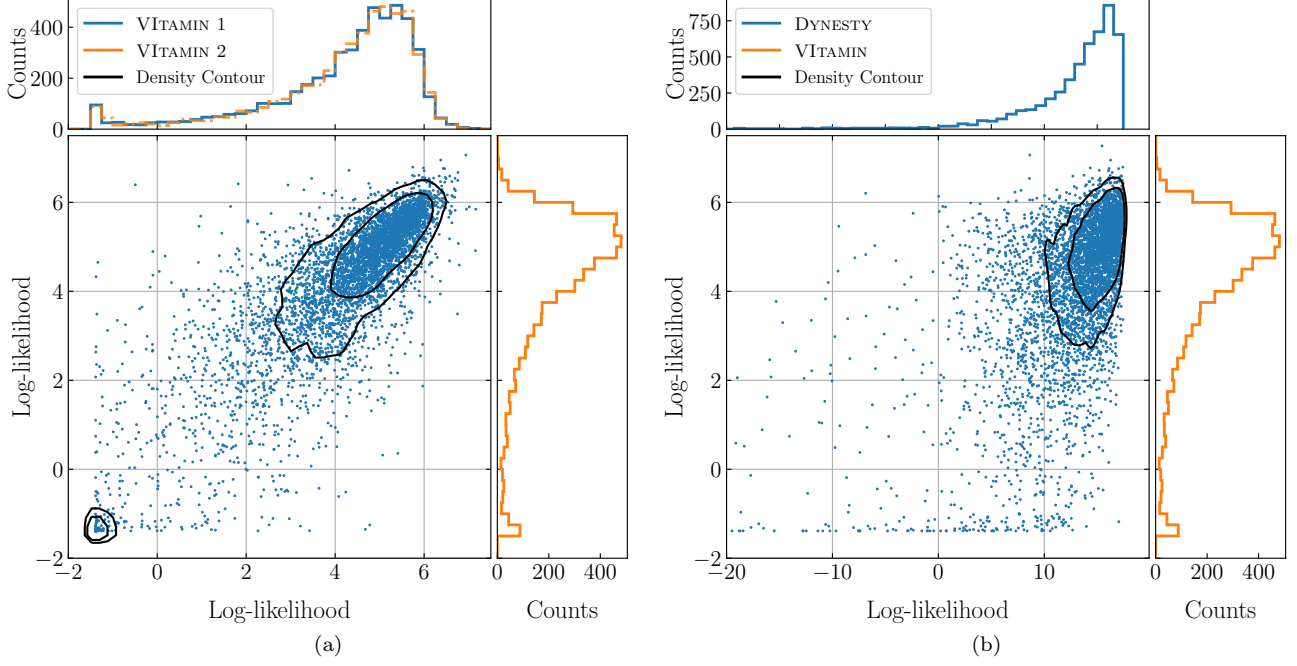 VITAMIN 1
VITAMIN 2
Density Contour
Counts
400
200
0
DYNESTY
VITAMIN
Density Contour
Counts
750
500
250
0
Log-likelihood
6
4
2
0
−2
−2 0 2 4 6
Log-likelihood
0 200 400
Counts
(a)
Log-likelihood
6
4
2
0
−2
−20 −10 0 10
Log-likelihood
0 200 400
Counts
(b)